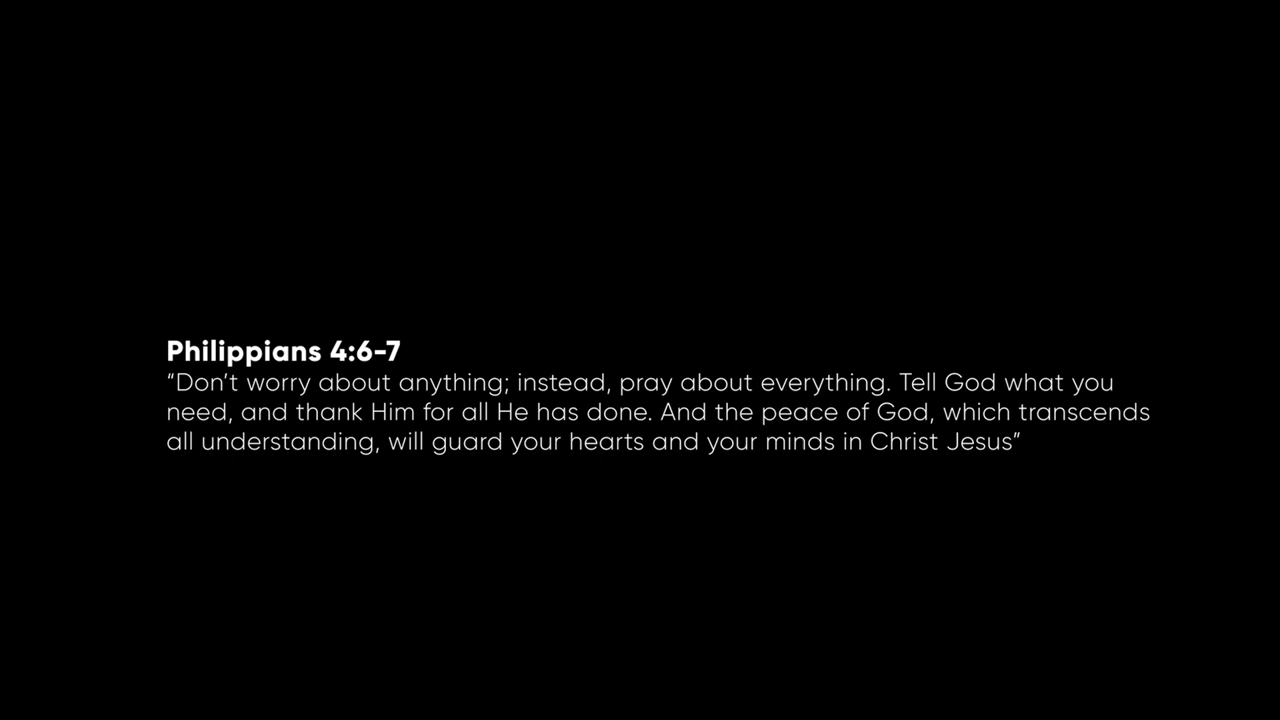 Philippians 4:6-7
“Don’t worry about anything; instead, pray about everything. Tell God what you
need, and thank Him for all He has done. And the peace of God, which transcends
all understanding, will guard your hearts and your minds in Christ Jesus”